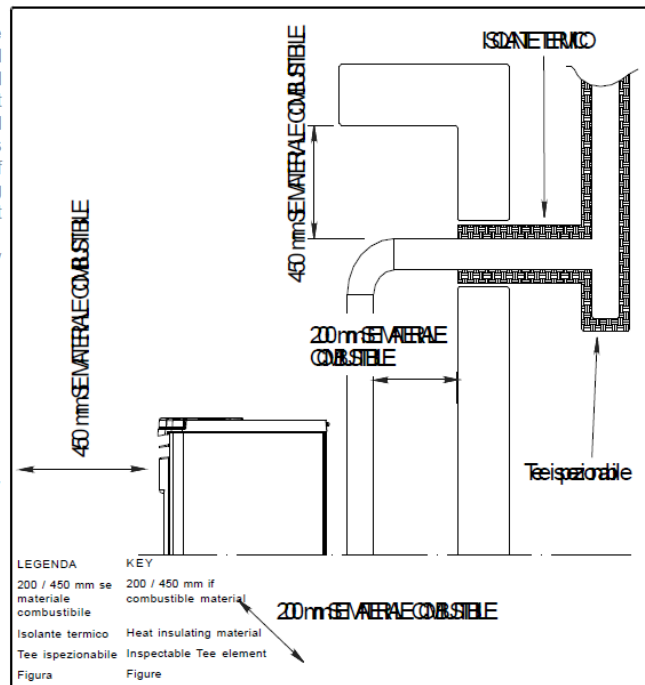 ISOLANTE TERMICO
450 mm SE MATERIALE COMBUSTIBILE
450 mm SE MATERIALE COMBUSTIBILE
200 mm SE MATERIALE
COMBUSTIBILE
Tee ispezionabile
LEGENDA KEY
200 / 450 mm se 200 / 450 mm if
materiale combustible material
combustibile
200 mm SE MATERIALE COMBUSTIBILE
Isolante termico Heat insulating material
Tee ispezionabile Inspectable Tee element
Figura Figure